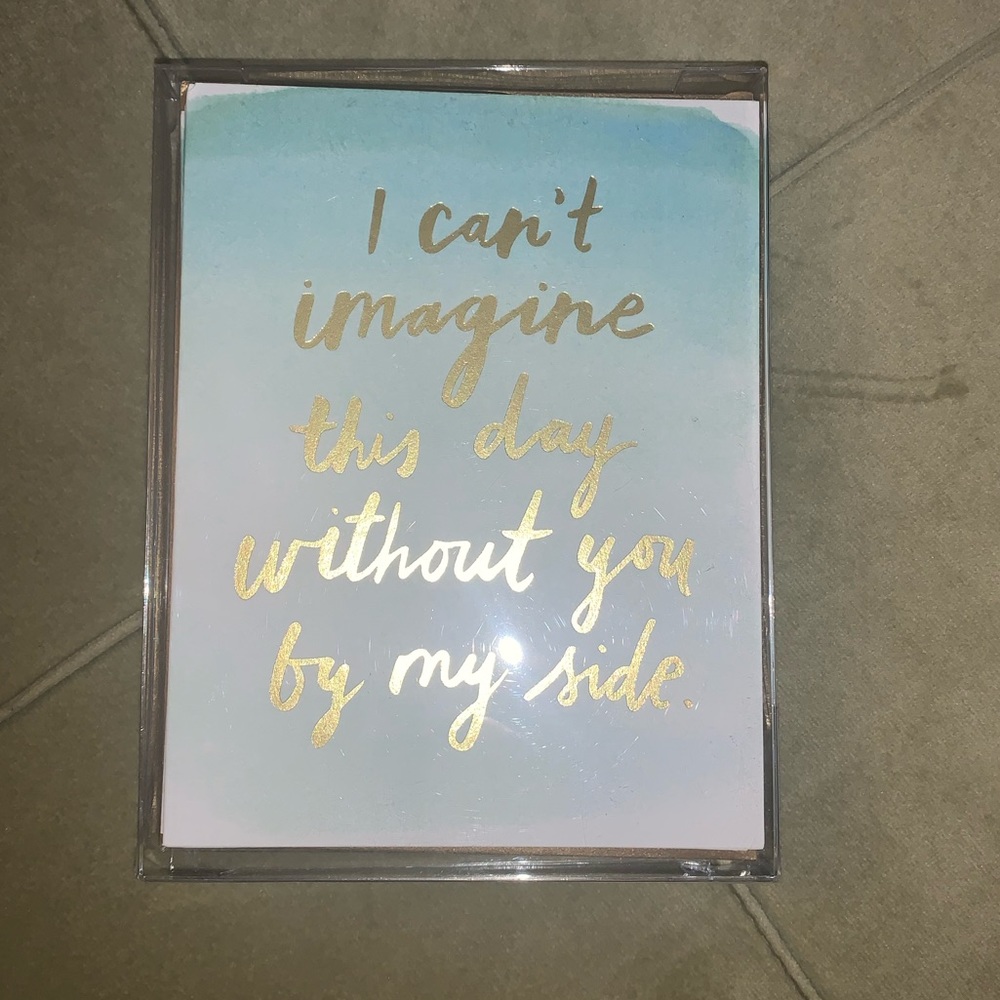 I can't
imagine
this day
without you
by my side.